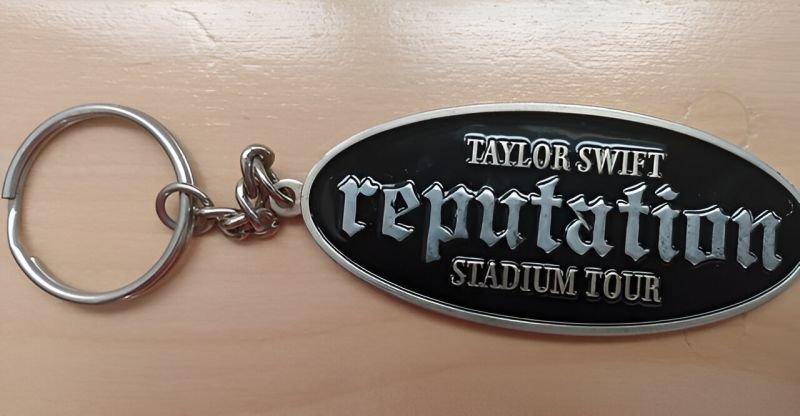 TAYLOR SWIFT
reputation
STADIUM TOUR